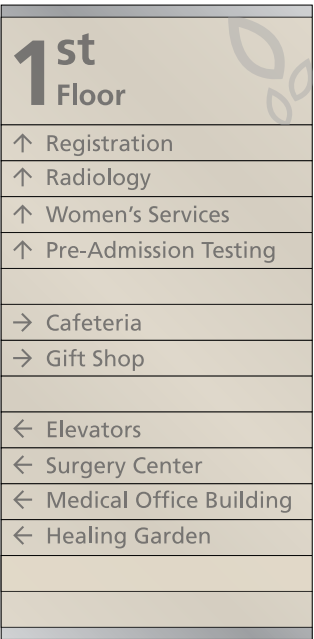 1st
Floor
↑ Registration
↑ Radiology
↑ Women's Services
↑ Pre-Admission Testing
→ Cafeteria
→ Gift Shop
← Elevators
← Surgery Center
← Medical Office Building
← Healing Garden